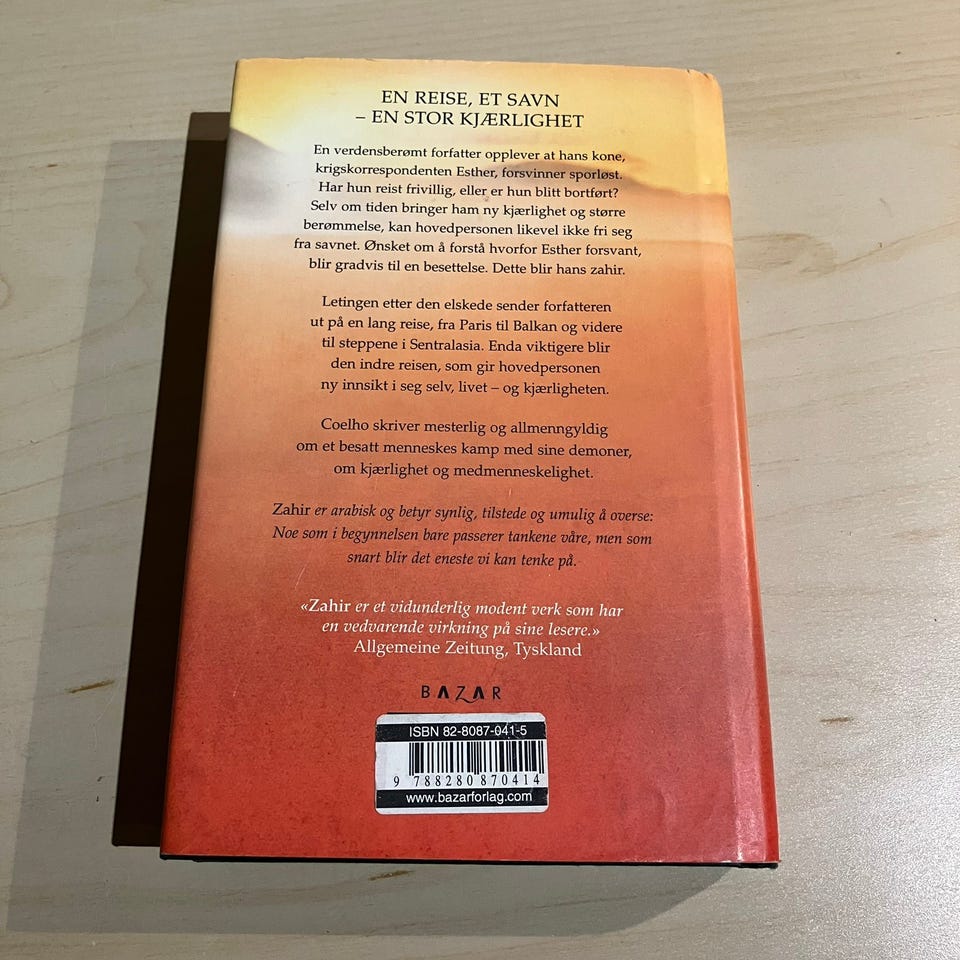 EN REISE, ET SAVN
– EN STOR KJÆRLIGHET
En verdensberømt forfatter opplever at hans kone,
krigskorrespondenten Esther, forsvinner sporløst.
Har hun reist frivillig, eller er hun blitt bortført?
Selv om tiden bringer ham ny kjærlighet og større
berømmelse, kan hovedpersonen likevel ikke fri seg
fra savnet. Ønsket om å forstå hvorfor Esther forsvant,
blir gradvis til en besettelse. Dette blir hans zahir.
Letingen etter den elskede sender forfatteren
ut på en lang reise, fra Paris til Balkan og videre
til steppene i Sentralasia. Enda viktigere blir
den indre reisen, som gir hovedpersonen
ny innsikt i seg selv, livet – og kjærligheten.
Coelho skriver mesterlig og allmenngyldig
om et besatt menneskes kamp med sine demoner,
om kjærlighet og medmenneskelighet.
Zahir er arabisk og betyr synlig, tilstede og umulig å overse:
Noe som i begynnelsen bare passerer tankene våre, men som
snart blir det eneste vi kan tenke på.
«Zahir er et vidunderlig modent verk som har
en vedvarende virkning på sine lesere.»
Allgemeine Zeitung, Tyskland
BAZAR
ISBN 82-8087-041-5
9 788280 870414
www.bazarforlag.com